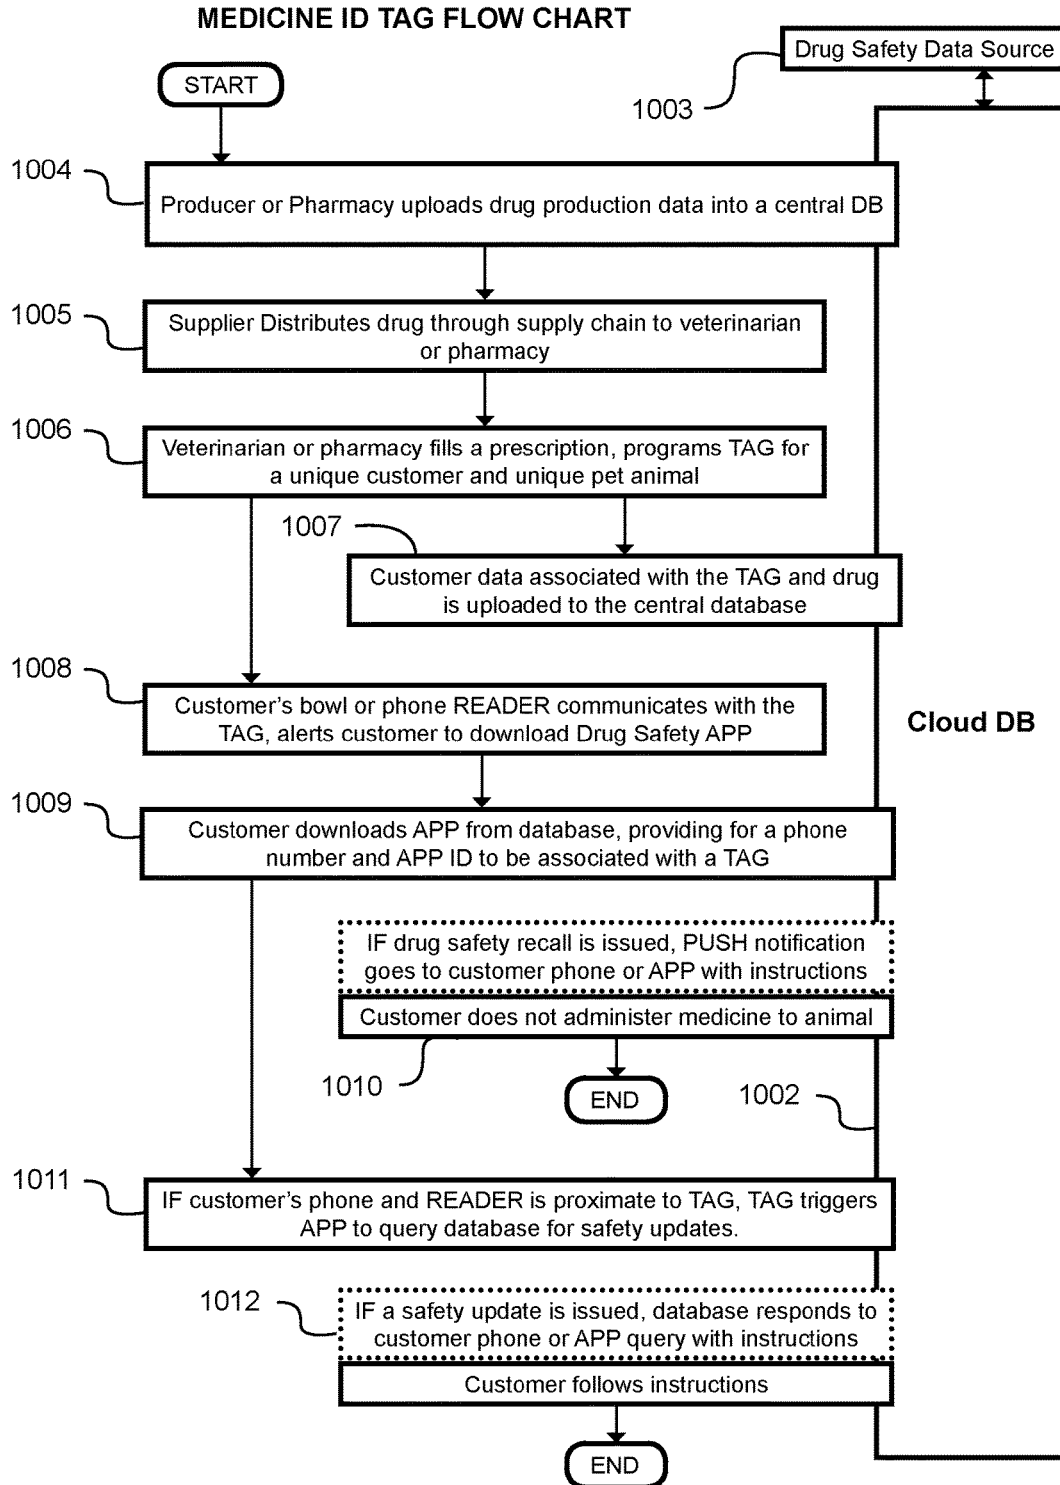 MEDICINE ID TAG FLOW CHART
Drug Safety Data Source
START
1003
1004
Producer or Pharmacy uploads drug production data into a central DB
1005
Supplier Distributes drug through supply chain to veterinarian
or pharmacy
1006
Veterinarian or pharmacy fills a prescription, programs TAG for
a unique customer and unique pet animal
1007
Customer data associated with the TAG and drug
is uploaded to the central database
1008
Customer's bowl or phone READER communicates with the
TAG, alerts customer to download Drug Safety APP
Cloud DB
1009
Customer downloads APP from database, providing for a phone
number and APP ID to be associated with a TAG
IF drug safety recall is issued, PUSH notification
goes to customer phone or APP with instructions
Customer does not administer medicine to animal
1010
END
1002
1011
IF customer's phone and READER is proximate to TAG, TAG triggers
APP to query database for safety updates.
1012
IF a safety update is issued, database responds to
customer phone or APP query with instructions
Customer follows instructions
END